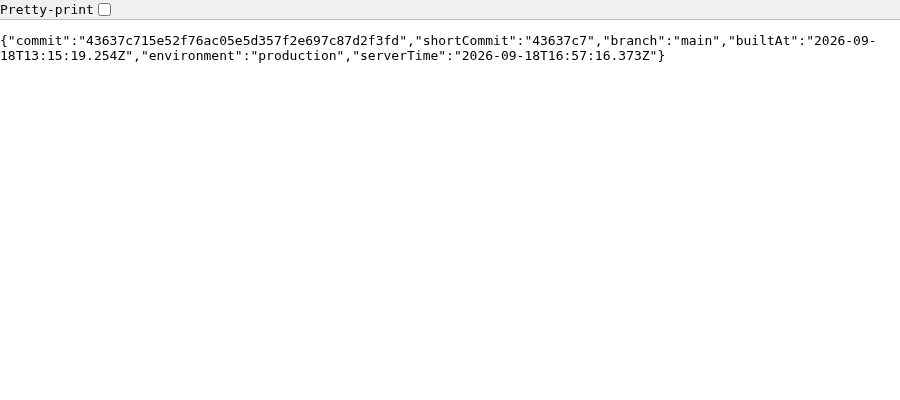 Pretty-print
{"commit":"43637c715e52f76ac05e5d357f2e697c87d2f3fd","shortCommit":"43637c7","branch":"main","builtAt":"2026-09-
18T13:15:19.254Z","environment":"production","serverTime":"2026-09-18T16:57:16.373Z"}